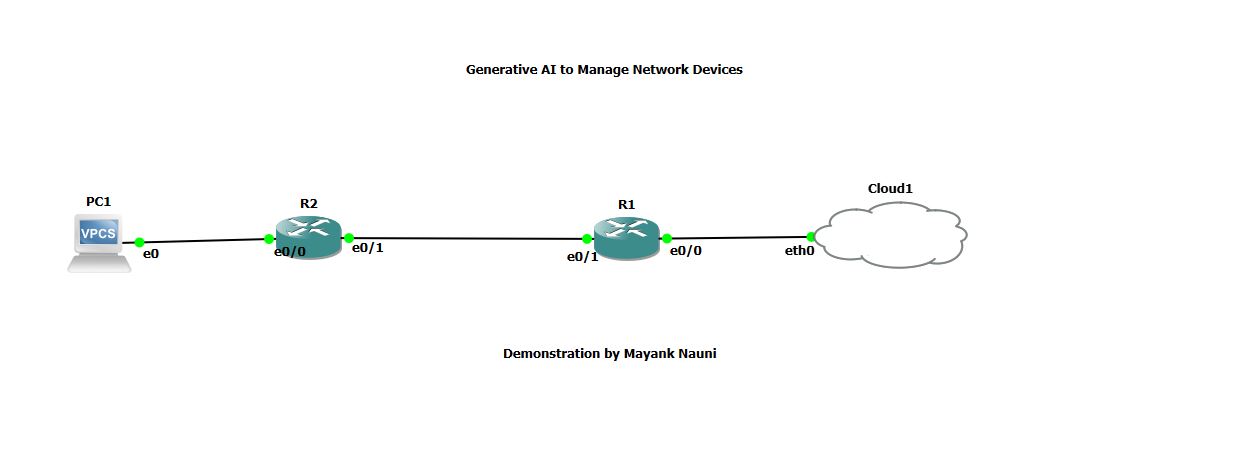 Generative AI to Manage Network Devices
PC1
R2
R1
Cloud1
VPCS
e0
e0/0
e0/1
e0/1
e0/0
eth0
Demonstration by Mayank Nauni